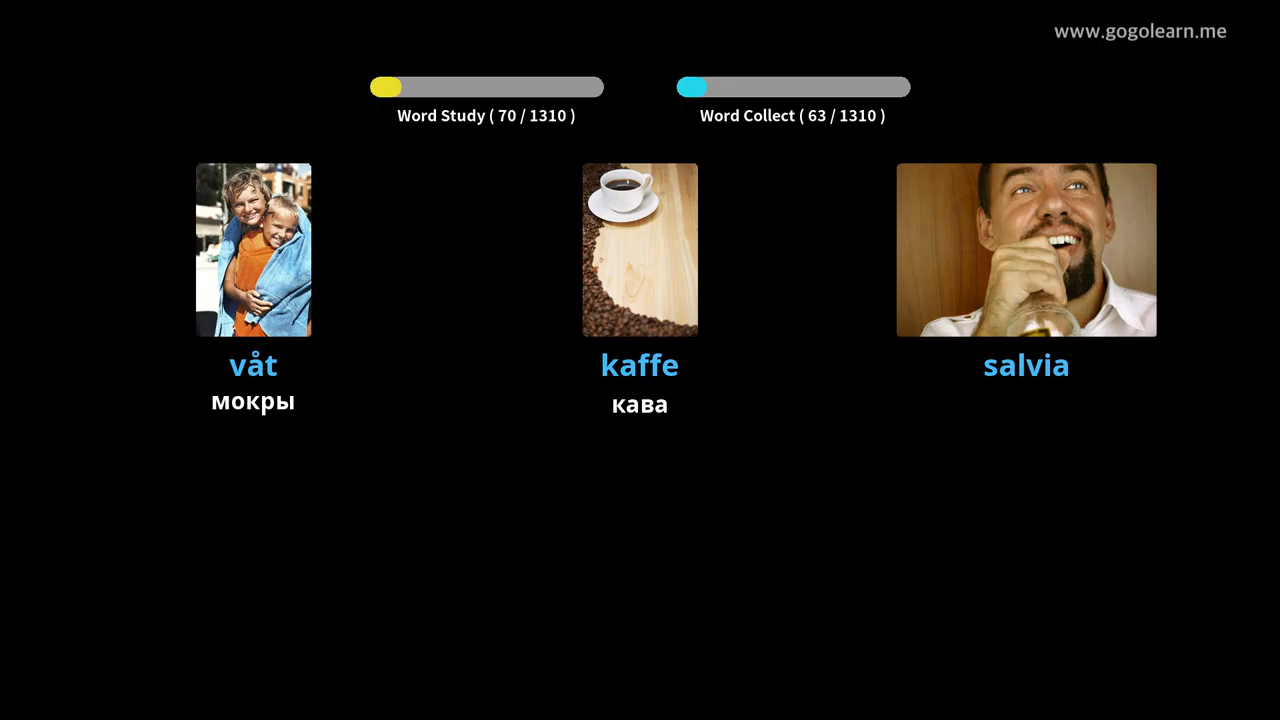 www.gogolearn.me
Word Study ( 70 / 1310 )
Word Collect ( 63 / 1310 )
våt
kaffe
salvia
мокры
кава